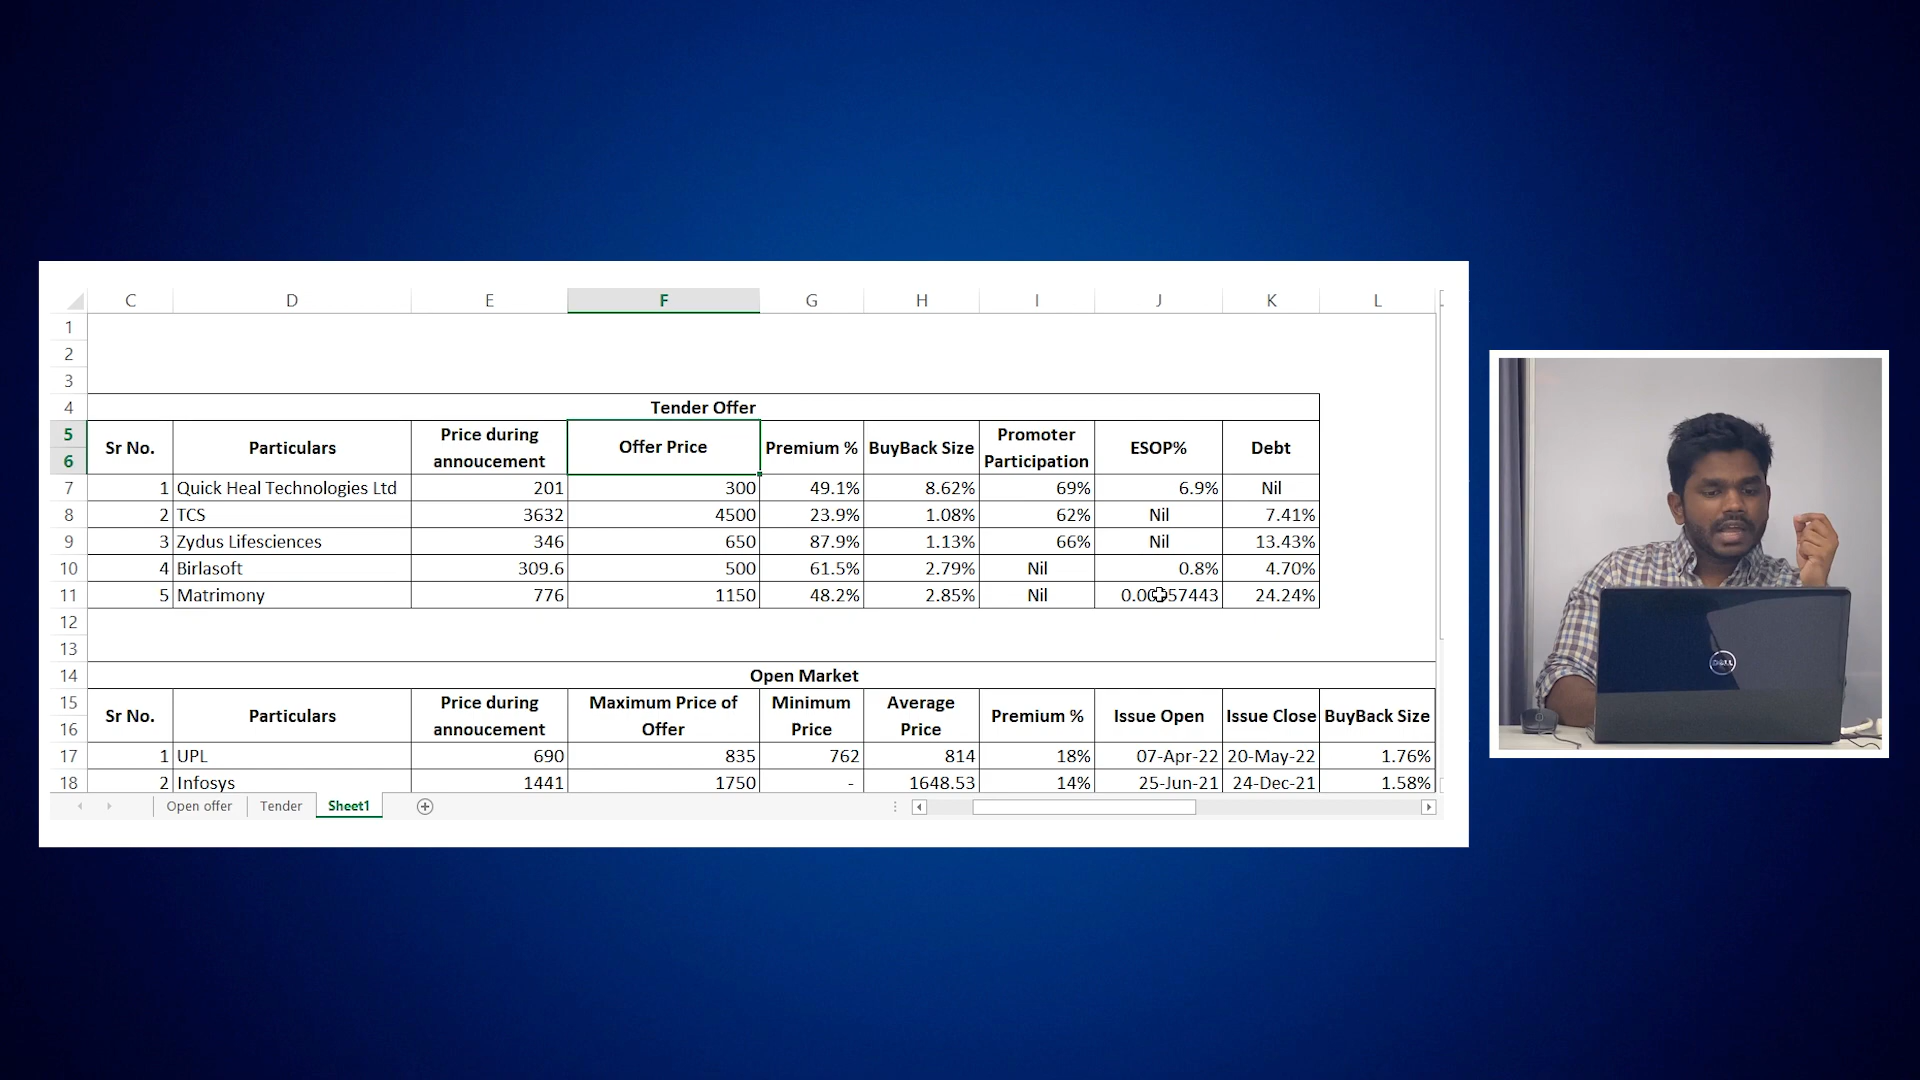 C D E F G H I J K L
1
2
3
4 Tender Offer
5 6 Sr No. Particulars Price during annoucement Offer Price Premium % BuyBack Size Promoter Participation ESOP% Debt
7 1 Quick Heal Technologies Ltd 201 300 49.1% 8.62% 69% 6.9% Nil
8 2 TCS 3632 4500 23.9% 1.08% 62% Nil 7.41%
9 3 Zydus Lifesciences 346 650 87.9% 1.13% 66% Nil 13.43%
10 4 Birlasoft 309.6 500 61.5% 2.79% Nil 0.8% 4.70%
11 5 Matrimony 776 1150 48.2% 2.85% Nil 24.24%
12
13
14 Open Market
15 16 Sr No. Particulars Price during annoucement Maximum Price of Offer Minimum Price Average Price Premium % Issue Open Issue Close BuyBack Size
17 1 UPL 690 835 762 814 18% 07-Apr-22 20-May-22 1.76%
18 2 Infosys 1441 1750 - 1648.53 14% 25-Jun-21 24-Dec-21 1.58%
Open offer Tender Sheet1
DELL